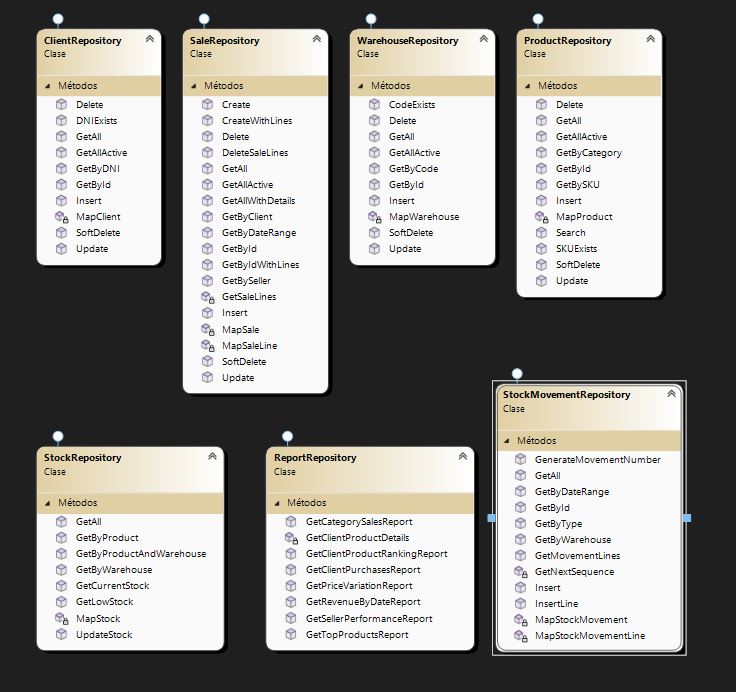 ClientRepository
Clase
Métodos
Delete
DNIExists
GetAll
GetAllActive
GetByDNI
GetById
Insert
MapClient
SoftDelete
Update
SaleRepository
Clase
Métodos
Create
CreateWithLines
Delete
DeleteSaleLines
GetAll
GetAllActive
GetAllWithDetails
GetByClient
GetByDateRange
GetById
GetByIdWithLines
GetBySeller
GetSaleLines
Insert
MapSale
MapSaleLine
SoftDelete
Update
WarehouseRepository
Clase
Métodos
CodeExists
Delete
GetAll
GetAllActive
GetByCode
GetById
Insert
MapWarehouse
SoftDelete
Update
ProductRepository
Clase
Métodos
Delete
GetAll
GetAllActive
GetByCategory
GetById
GetBySKU
Insert
MapProduct
Search
SKUExists
SoftDelete
Update
StockRepository
Clase
Métodos
GetAll
GetByProduct
GetByProductAndWarehouse
GetByWarehouse
GetCurrentStock
GetLowStock
MapStock
UpdateStock
ReportRepository
Clase
Métodos
GetCategorySalesReport
GetClientProductDetails
GetClientProductRankingReport
GetClientPurchasesReport
GetPriceVariationReport
GetRevenueByDateReport
GetSellerPerformanceReport
GetTopProductsReport
StockMovementRepository
Clase
Métodos
GenerateMovementNumber
GetAll
GetByDateRange
GetById
GetByType
GetByWarehouse
GetMovementLines
GetNextSequence
Insert
InsertLine
MapStockMovement
MapStockMovementLine